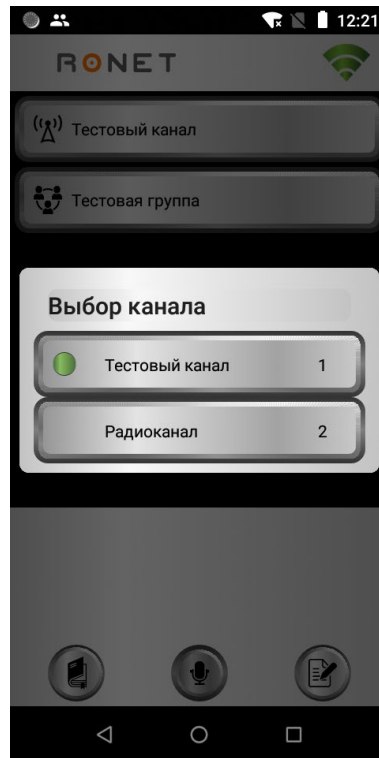 12:21
RONET
Тестовый канал
Тестовая группа
Выбор канала
Тестовый канал 1
Радиоканал 2